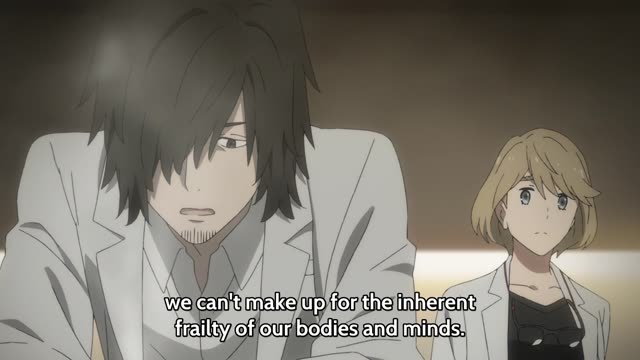 we can't make up for the inherent
frailty of our bodies and minds.